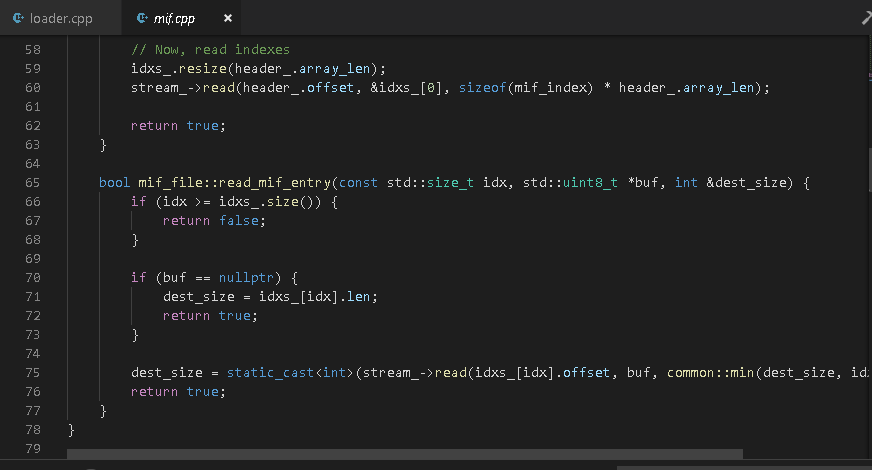 loader.cpp
mif.cpp
58 // Now, read indexes
59 idxs_.resize(header_.array_len);
60 stream_->read(header_.offset, &idxs_[0], sizeof(mif_index) * header_.array_len);
61
62 return true;
63 }
64
65 bool mif_file::read_mif_entry(const std::size_t idx, std::uint8_t *buf, int &dest_size) {
66 if (idx >= idxs_.size()) {
67 return false;
68 }
69
70 if (buf == nullptr) {
71 dest_size = idxs_[idx].len;
72 return true;
73 }
74
75 dest_size = static_cast<int>(stream_->read(idxs_[idx].offset, buf, common::min(dest_size, id
76 return true;
77 }
78 }
79